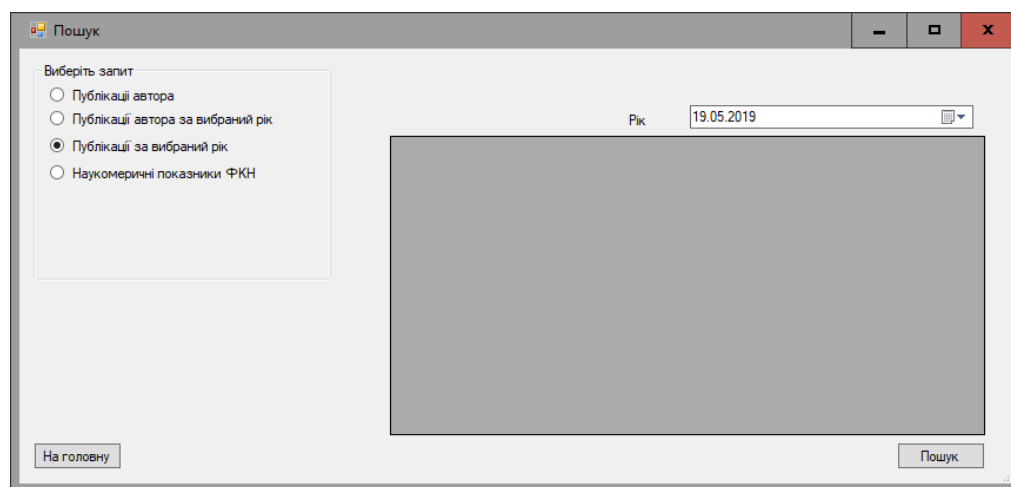 Пошук
Виберіть запит
Публікації автора
Публікації автора за вибраний рік
Публікації за вибраний рік
Наукомеричні показники ФКН
Рік
19.05.2019
На головну
Пошук